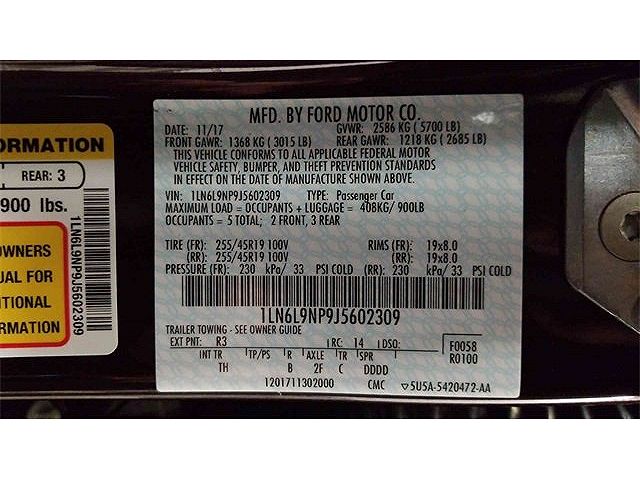 ORMATION
REAR: 3
900 lbs.
OWNERS
UAL FOR
ITIONAL
RMATION
1LN6L9NP9J5602309
MFD. BY FORD MOTOR CO.
DATE: 11/17 GVWR: 2586 KG ( 5700 LB)
FRONT GAWR: 1368 KG ( 3015 LB) REAR GAWR: 1218 KG ( 2685 LB)
THIS VEHICLE CONFORMS TO ALL APPLICABLE FEDERAL MOTOR
VEHICLE SAFETY, BUMPER, AND THEFT PREVENTION STANDARDS
IN EFFECT ON THE DATE OF MANUFACTURE SHOWN ABOVE.
VIN: 1LN6L9NP9J5602309 TYPE: Passenger Car
MAXIMUM LOAD = OCCUPANTS + LUGGAGE = 408KG/ 900LB
OCCUPANTS = 5 TOTAL; 2 FRONT, 3 REAR
TIRE (FR): 255/45R19 100V RIMS (FR): 19x8.0
(RR): 255/45R19 100V (RR): 19x8.0
PRESSURE (FR): 230 kPa/ 33 PSI COLD (RR): 230 kPa/ 33 PSI COLD
1LN6L9NP9J5602309
TRAILER TOWING - SEE OWNER GUIDE
EXT PNT: R3 RC: 14 DSO: F0058
R0100
INT TR TP/PS R AXLE TR SPR
TH B 2F C DDDD
1201711302000 CMC ▽5U5A-5420472-AA